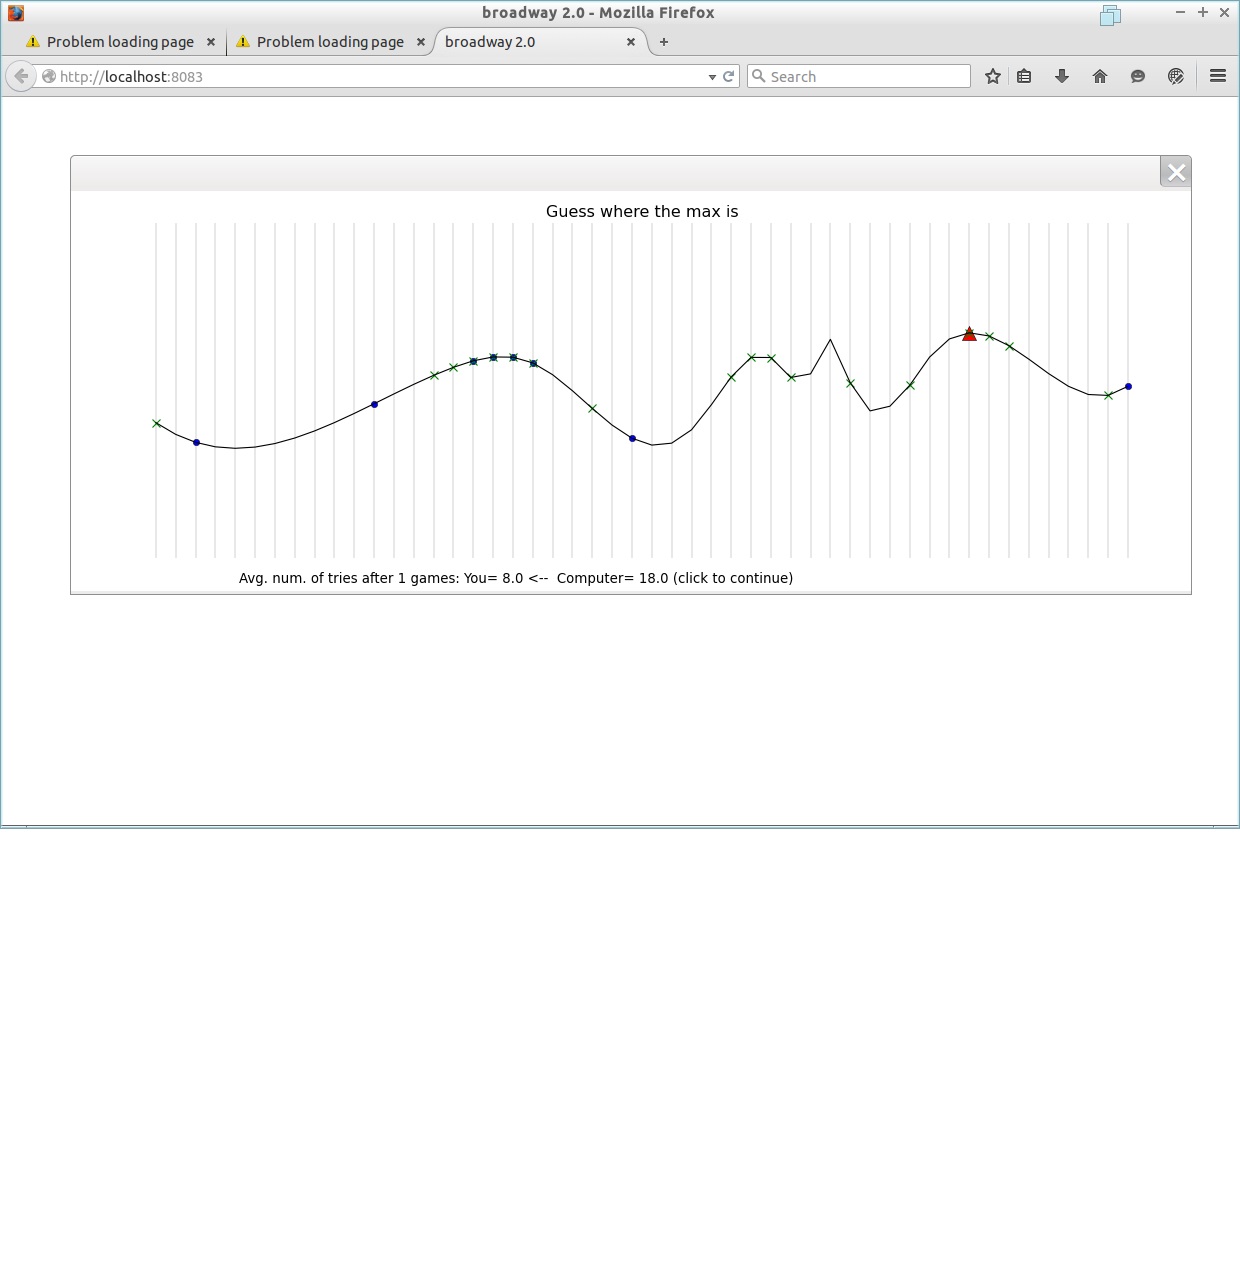 broadway 2.0 - Mozilla Firefox
Problem loading page
Problem loading page
broadway 2.0
http://localhost:8083
Search
Guess where the max is
Avg. num. of tries after 1 games: You= 8.0 <--  Computer= 18.0 (click to continue)